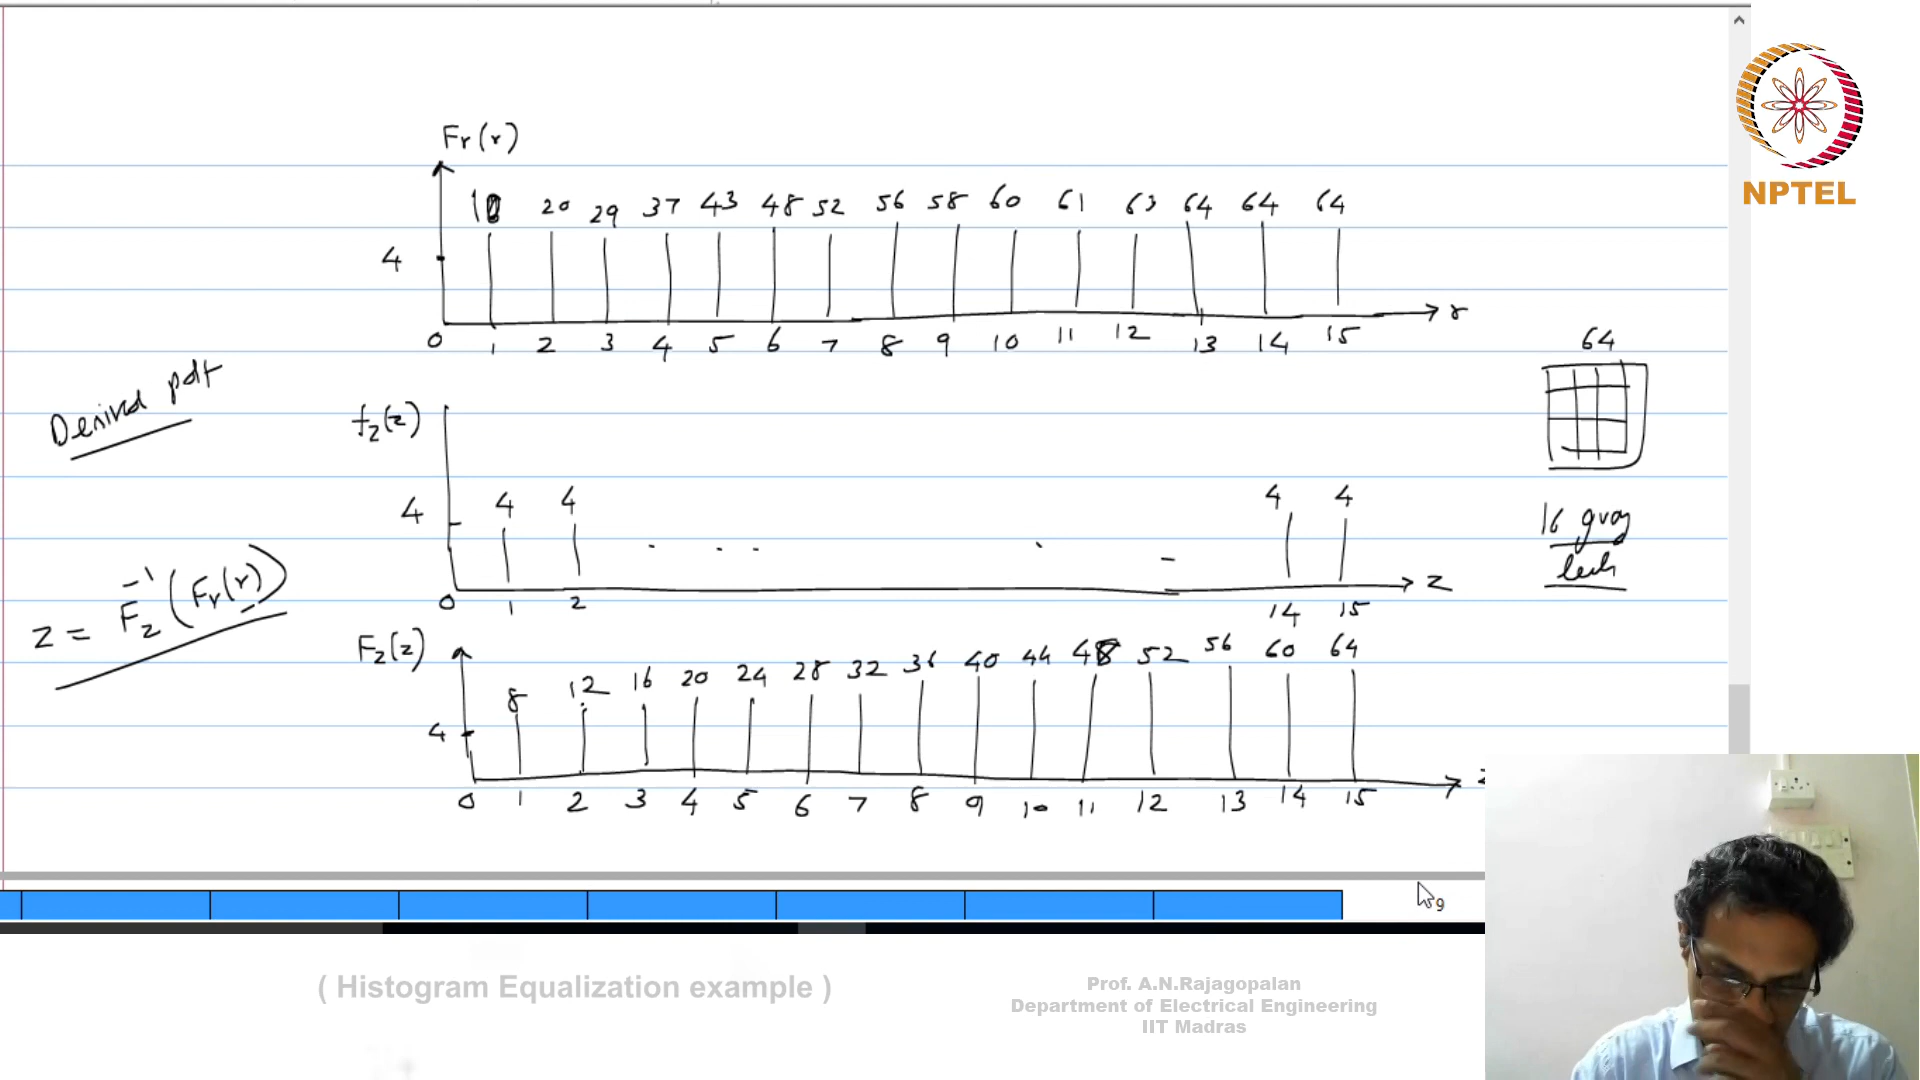 Fr(r)
10 20 29 37 43 48 52 56 58 60 61 63 64 64 64
4
r
0 1 2 3 4 5 6 7 8 9 10 11 12 13 14 15
NPTEL
64
Desired pdf
fz(z)
4 4 4 4 4
16 gray
z
0 1 2 14 15
z = Fz⁻¹(Fr(r))
Fz(z)
8 12 16 20 24 28 32 36 40 44 48 52 56 60 64
4
0 1 2 3 4 5 6 7 8 9 10 11 12 13 14 15
9
( Histogram Equalization example )
Prof. A.N.Rajagopalan
Department of Electrical Engineering
IIT Madras